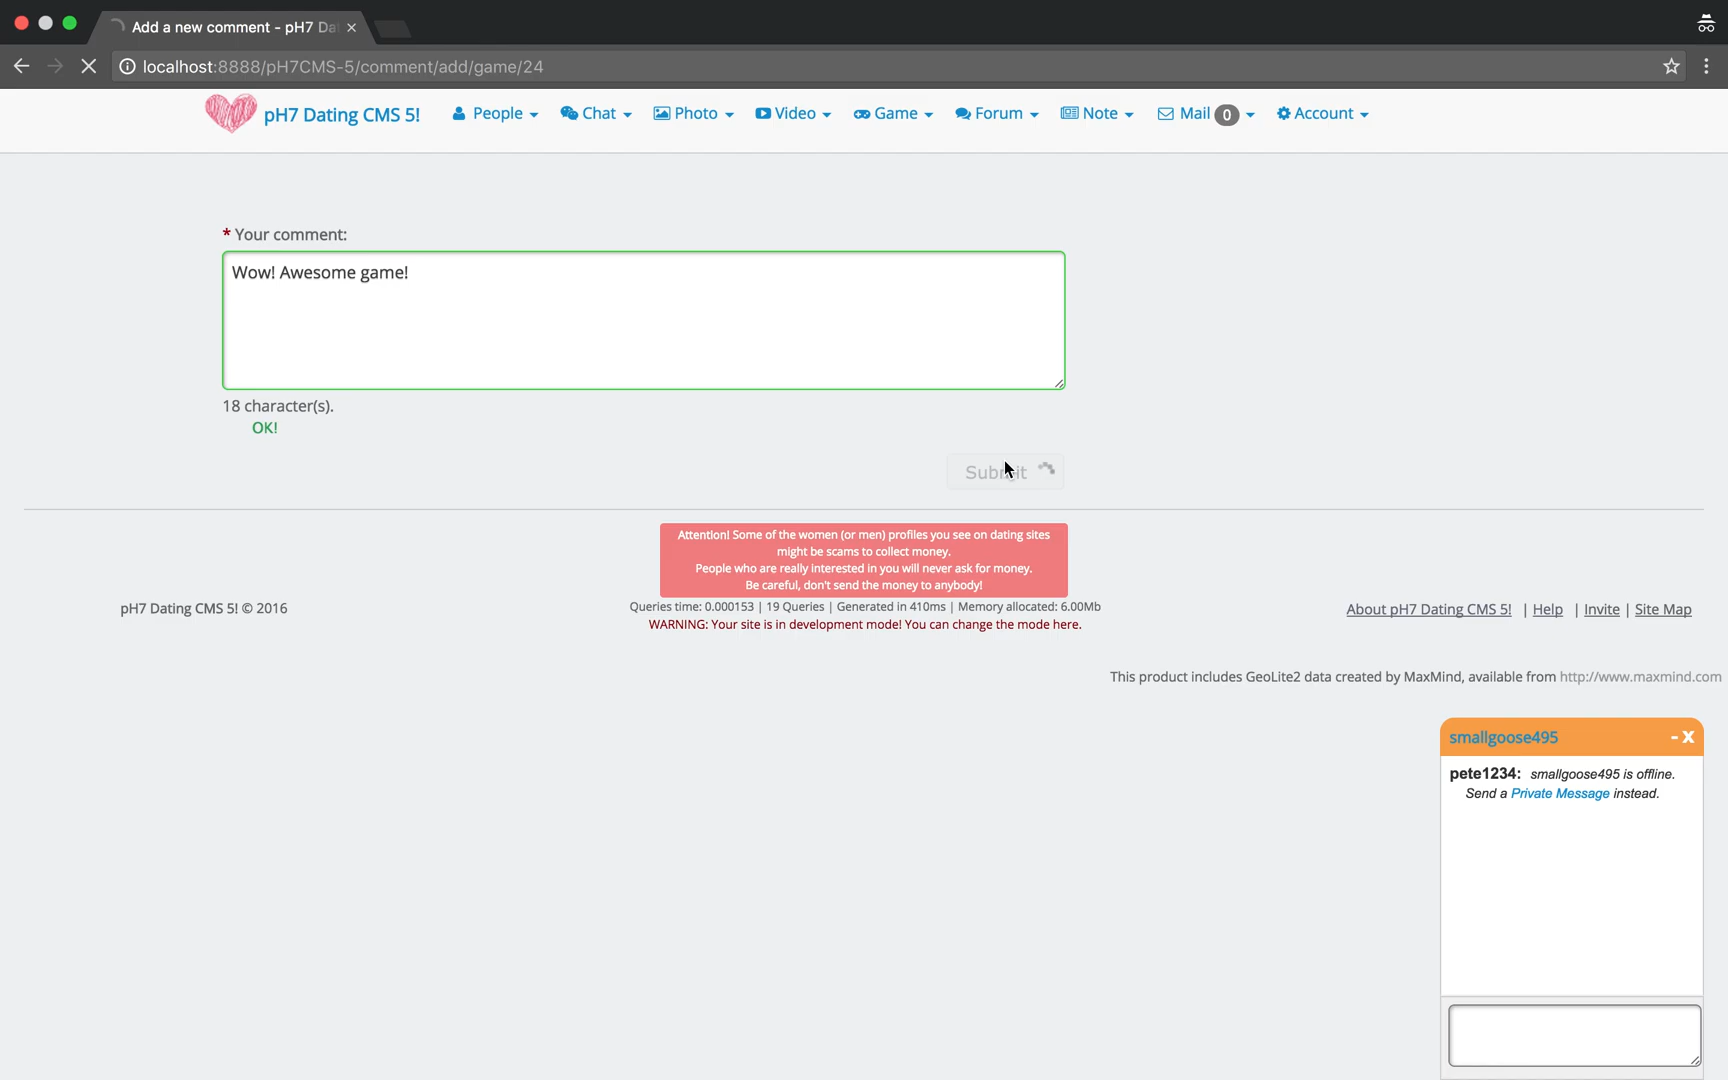 Add a new comment - pH7 Da
localhost:8888/pH7CMS-5/comment/add/game/24
pH7 Dating CMS 5! People Chat Photo Video Game Forum Note Mail 0 Account
* Your comment:
Wow! Awesome game!
18 character(s).
OK!
Submit
Attention! Some of the women (or men) profiles you see on dating sites
might be scams to collect money.
People who are really interested in you will never ask for money.
Be careful, don't send the money to anybody!
pH7 Dating CMS 5! © 2016
Queries time: 0.000153 | 19 Queries | Generated in 410ms | Memory allocated: 6.00Mb
WARNING: Your site is in development mode! You can change the mode here.
About pH7 Dating CMS 5! | Help | Invite | Site Map
This product includes GeoLite2 data created by MaxMind, available from http://www.maxmind.com
smallgoose495 - X
pete1234: smallgoose495 is offline.
Send a Private Message instead.